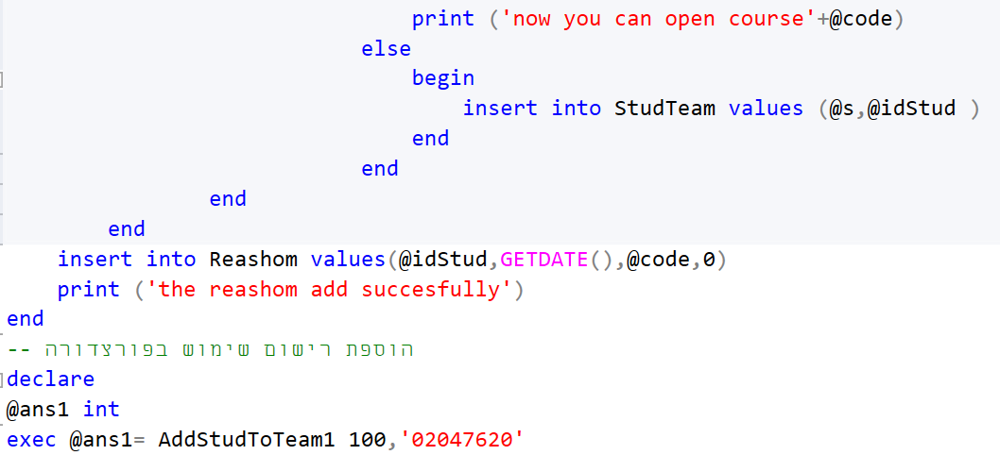 print ('now you can open course'+@code)
else
begin
insert into StudTeam values (@s,@idStud )
end
end
end
end
insert into Reashom values(@idStud,GETDATE(),@code,0)
print ('the reashom add succesfully')
end
-- הוספת רישום שימוש בפורצדורה
declare
@ans1 int
exec @ans1= AddStudToTeam1 100,'02047620'